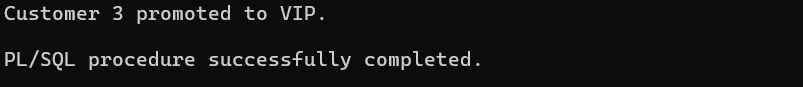 Customer 3 promoted to VIP.
PL/SQL procedure successfully completed.